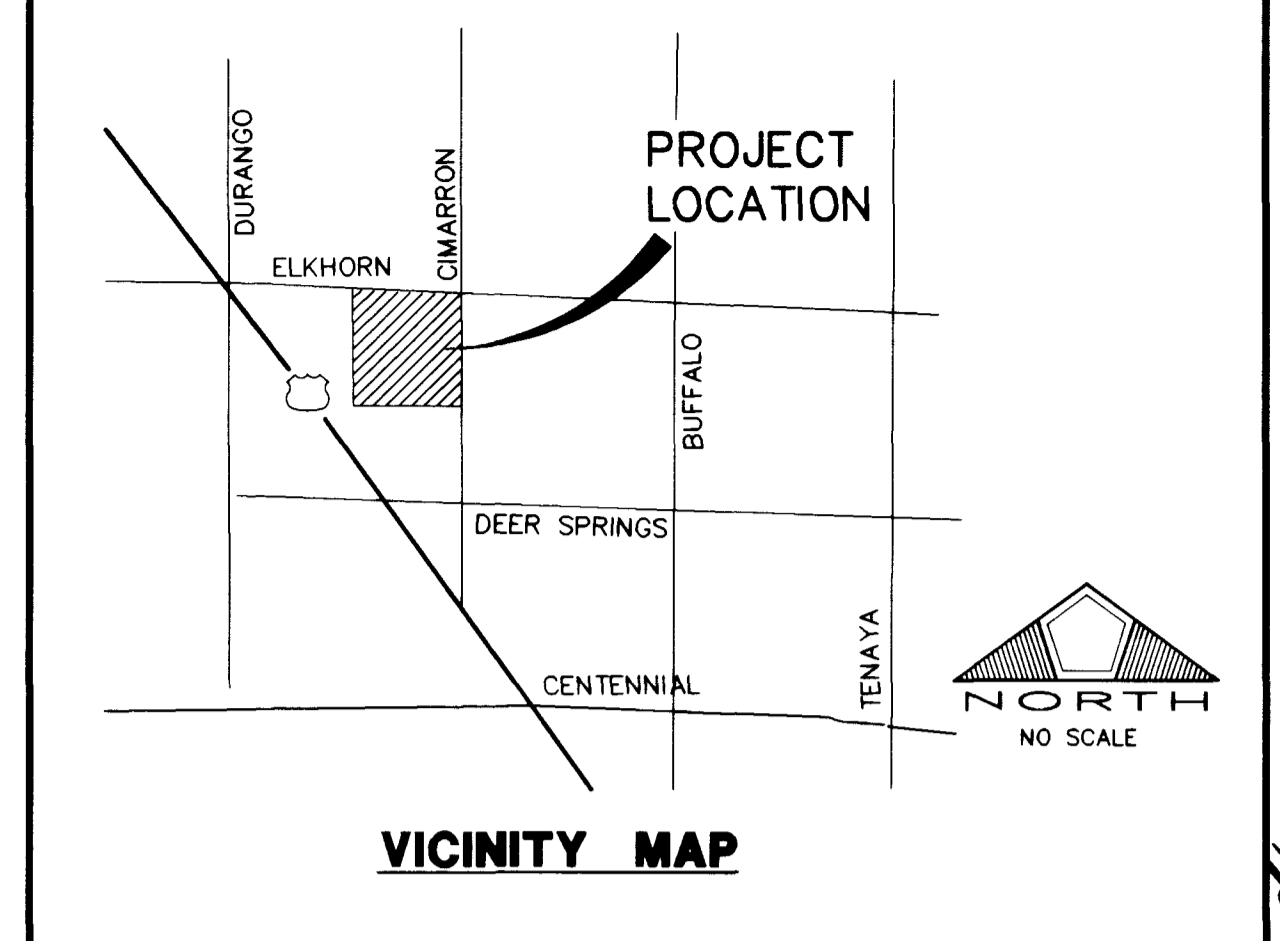 DURANGO
CIMARRON
PROJECT
LOCATION
ELKHORN
BUFFALO
DEER SPRINGS
TENAYA
CENTENNIAL
NORTH
NO SCALE
VICINITY MAP